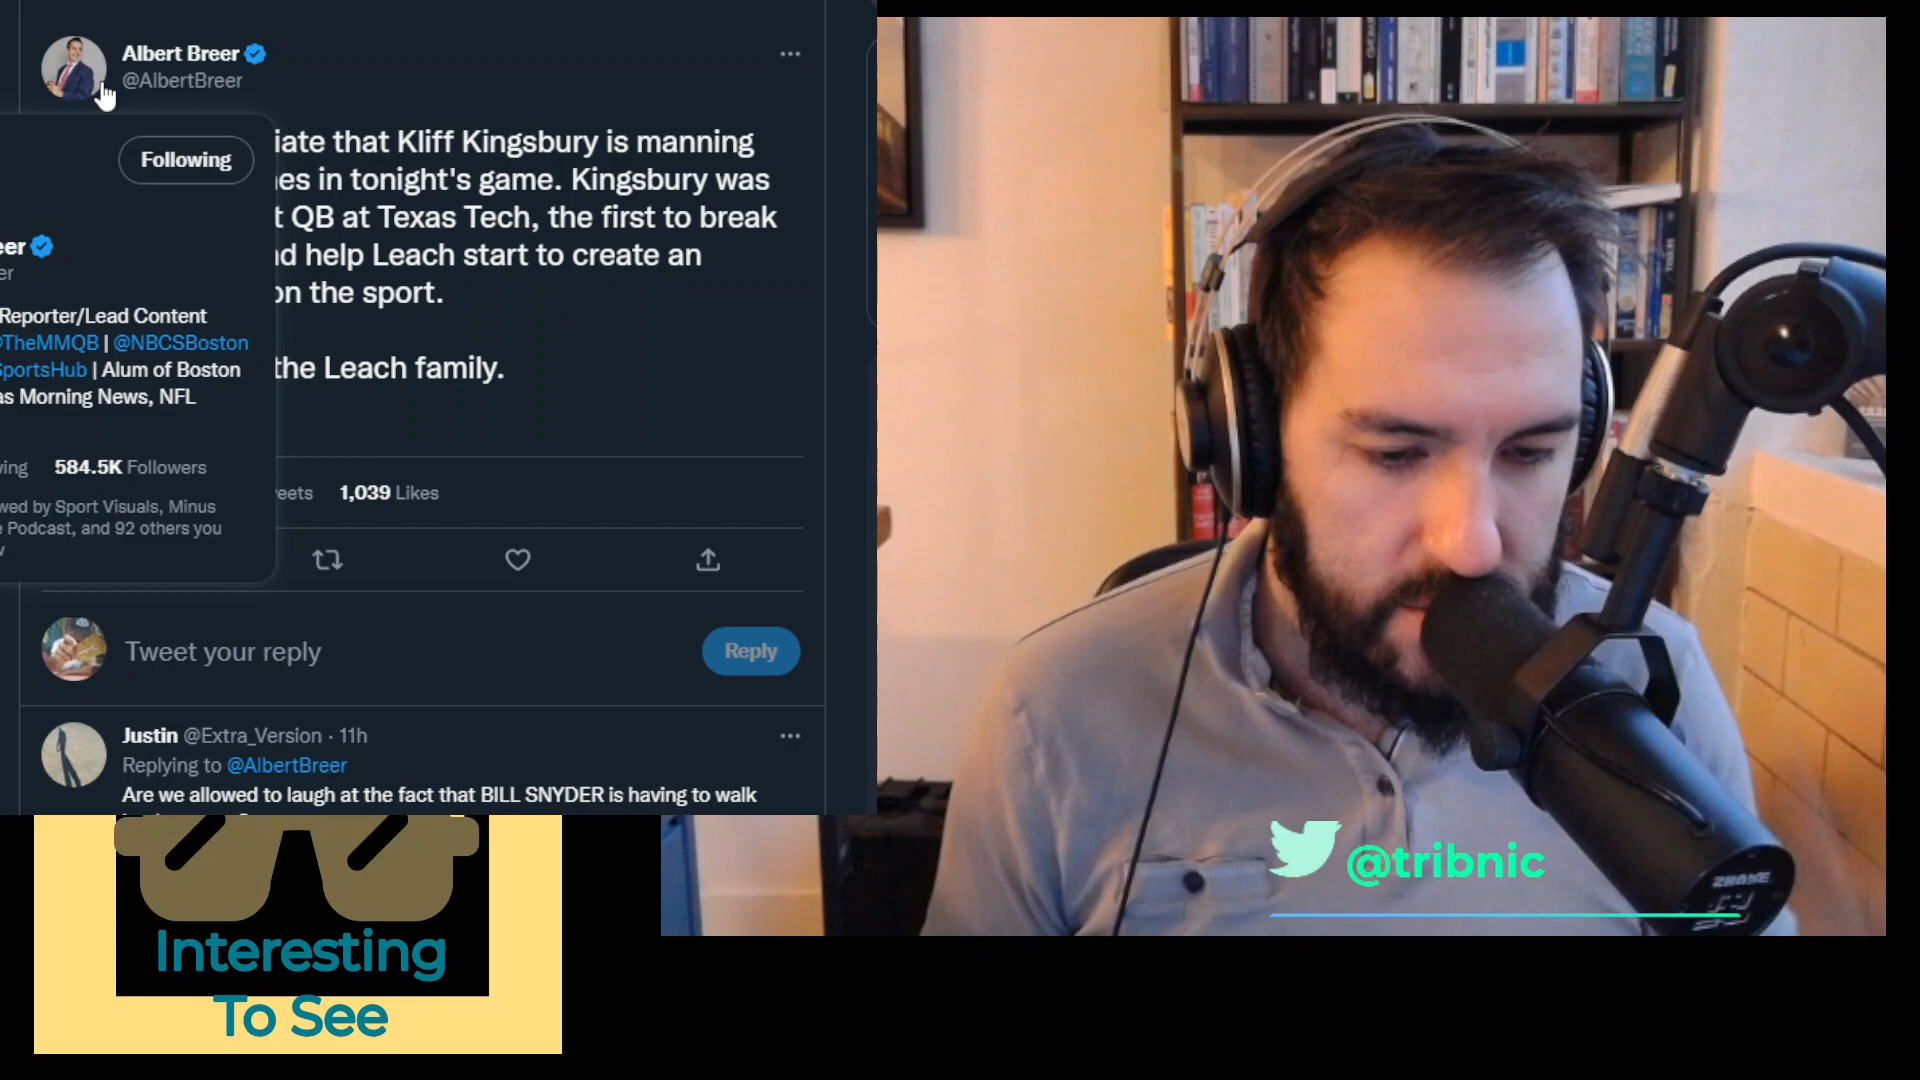 Albert Breer
@AlbertBreer
Following
iate that Kliff Kingsbury is manning
es in tonight's game. Kingsbury was
t QB at Texas Tech, the first to break
d help Leach start to create an
on the sport.
the Leach family.
eer
er
Reporter/Lead Content
@TheMMQB | @NBCSBoston
SportsHub | Alum of Boston
as Morning News, NFL
ving 584.5K Followers
wed by Sport Visuals, Minus
e Podcast, and 92 others you
w
eets 1,039 Likes
Tweet your reply
Reply
Justin @Extra_Version · 11h
Replying to @AlbertBreer
Are we allowed to laugh at the fact that BILL SNYDER is having to walk
Interesting
To See
@tribnic
SHURE